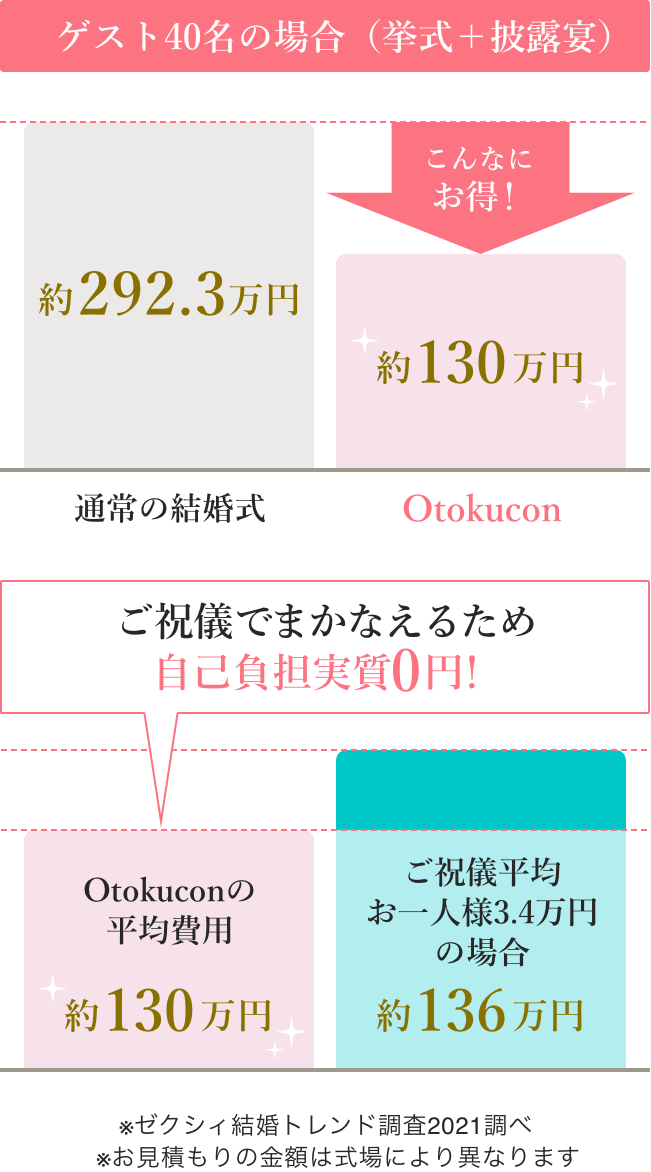 ゲスト40名の場合（挙式＋披露宴）
こんなに
お得！
約292.3万円
約130万円
通常の結婚式
Otokucon
ご祝儀でまかなえるため
自己負担実質0円！
Otokuconの
平均費用
約130万円
ご祝儀平均
お一人様3.4万円
の場合
約136万円
※ゼクシィ結婚トレンド調査2021調べ
※お見積もりの金額は式場により異なります